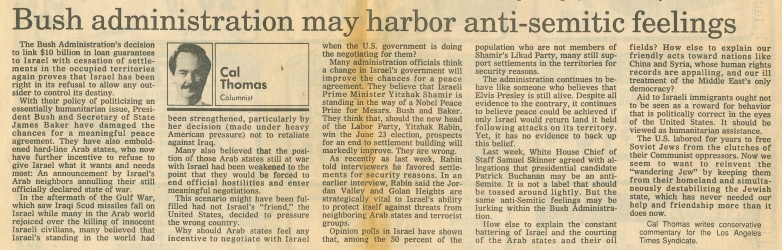 Bush administration may harbor anti-semitic feelings
The Bush Administration's decision
to link $10 billion in loan guarantees
to Israel with cessation of settle-
ments in the occupied territories
again proves that Israel has been
right in its refusal to allow any out-
sider to control its destiny.
With their policy of politicizing an
essentially humanitarian issue, Presi-
dent Bush and Secretary of State
James Baker have damaged the
chances for a meaningful peace
agreement. They have also embold-
ened hard-line Arab states, who now
have further incentive to refuse to
give Israel what it wants and needs
most: An announcement by Israel's
Arab neighbors annulling their still
officially declared state of war.
In the aftermath of the Gulf War,
which saw Iraqi Scud missiles fall on
Israel while many in the Arab world
rejoiced over the killing of innocent
Israeli civilians, many believed that
Israel's standing in the world had
Cal
Thomas
Columnist
been strengthened, particularly by
her decision (made under heavy
American pressure) not to retaliate
against Iraq.
Many also believed that the posi-
tion of those Arab states still at war
with Israel had been weakened to the
point that they would be forced to
end official hostilities and enter
meaningful negotiations.
This scenario might have been ful-
filled had not Israel's "friend," the
United States, decided to pressure
the wrong country.
Why should Arab states feel any
incentive to negotiate with Israel
when the U.S. government is doing
the negotiating for them?
Many administration officials think
a change in Israel's government will
improve the chances for a peace
agreement. They believe that Israeli
Prime Minister Yitzhak Shamir is
standing in the way of a Nobel Peace
Prize for Messrs. Bush and Baker.
They think that, should the new head
of the Labor Party, Yitzhak Rabin,
win the June 23 election, prospects
for an end to settlement building will
markedly improve. They are wrong.
As recently as last week, Rabin
told interviewers he favored settle-
ments for security reasons. In an
earlier interview, Rabin said the Jor-
dan Valley and Golan Heights are
strategically vital to Israel's ability
to protect itself against threats from
neighboring Arab states and terrorist
groups.
Opinion polls in Israel have shown
that, among the 50 percent of the
population who are not members of
Shamir's Likud Party, many still sup-
port settlements in the territories for
security reasons.
The administration continues to be-
have like someone who believes that
Elvis Presley is still alive. Despite all
evidence to the contrary, it continues
to believe peace could be achieved if
only Israel would return land it held
following attacks on its territory.
Yet, it has no evidence to back up
this belief.
Last week, White House Chief of
Staff Samuel Skinner agreed with al-
legations that presidential candidate
Patrick Buchanan may be an anti-
Semite. It is not a label that should
be tossed around lightly. But the
same anti-Semitic feelings may be
lurking within the Bush Administra-
tion.
How else to explain the constant
battering of Israel and the courting
of the Arab states and their oil
fields? How else to explain our
friendly acts toward nations like
China and Syria, whose human rights
records are appalling, and our ill
treatment of the Middle East's only
democracy?
Aid to Israeli immigrants ought not
to be seen as a reward for behavior
that is politically correct in the eyes
of the United States. It should be
viewed as humanitarian assistance.
The U.S. labored for years to free
Soviet Jews from the clutches of
their Communist oppressors. Now we
seem to want to reinvent the
"wandering Jew" by keeping them
from their homeland and simulta-
neously destabilizing the Jewish
state, which has never needed our
help and friendship more than it
does now.
Cal Thomas writes conservative
commentary for the Los Angeles
Times Syndicate.